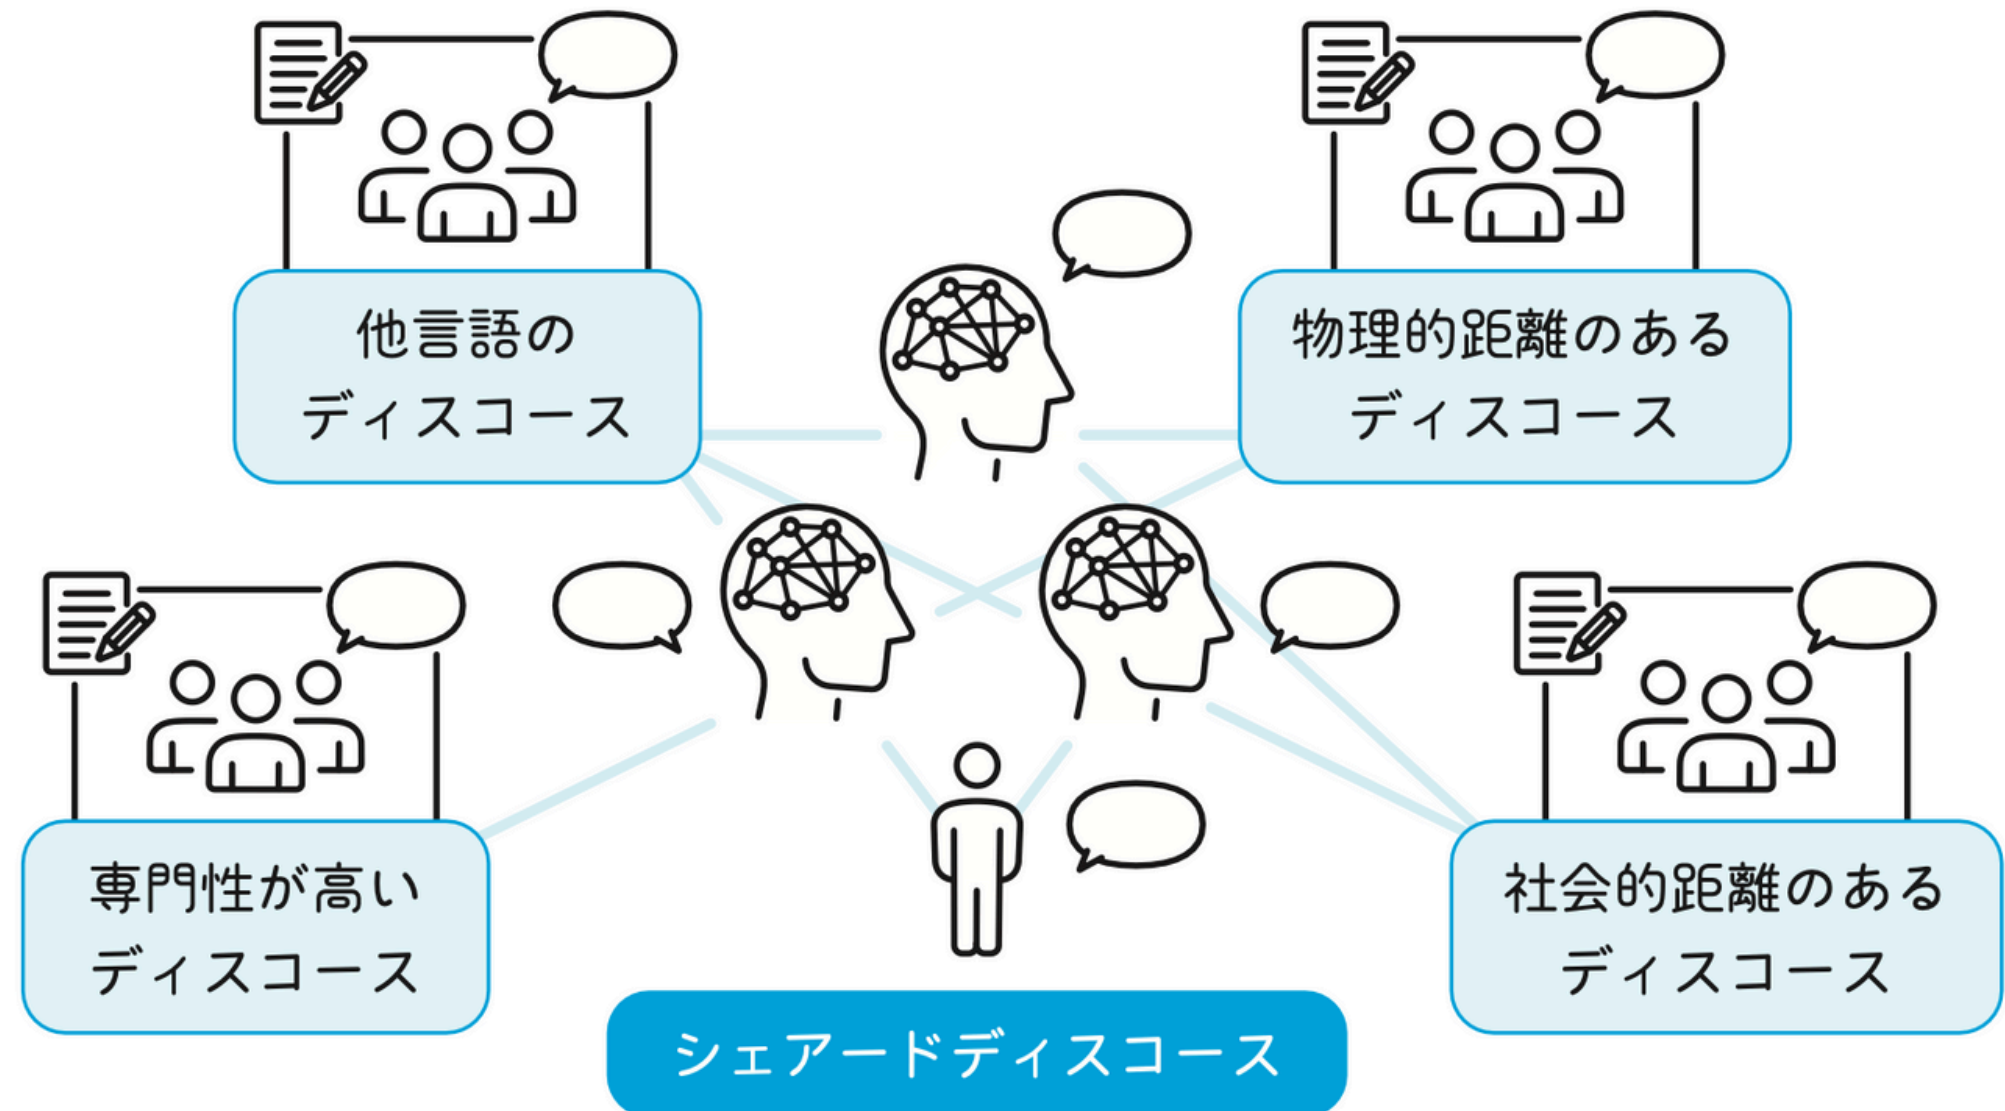 他言語の
ディスコース
物理的距離のある
ディスコース
専門性が高い
ディスコース
社会的距離のある
ディスコース
シェアードディスコース